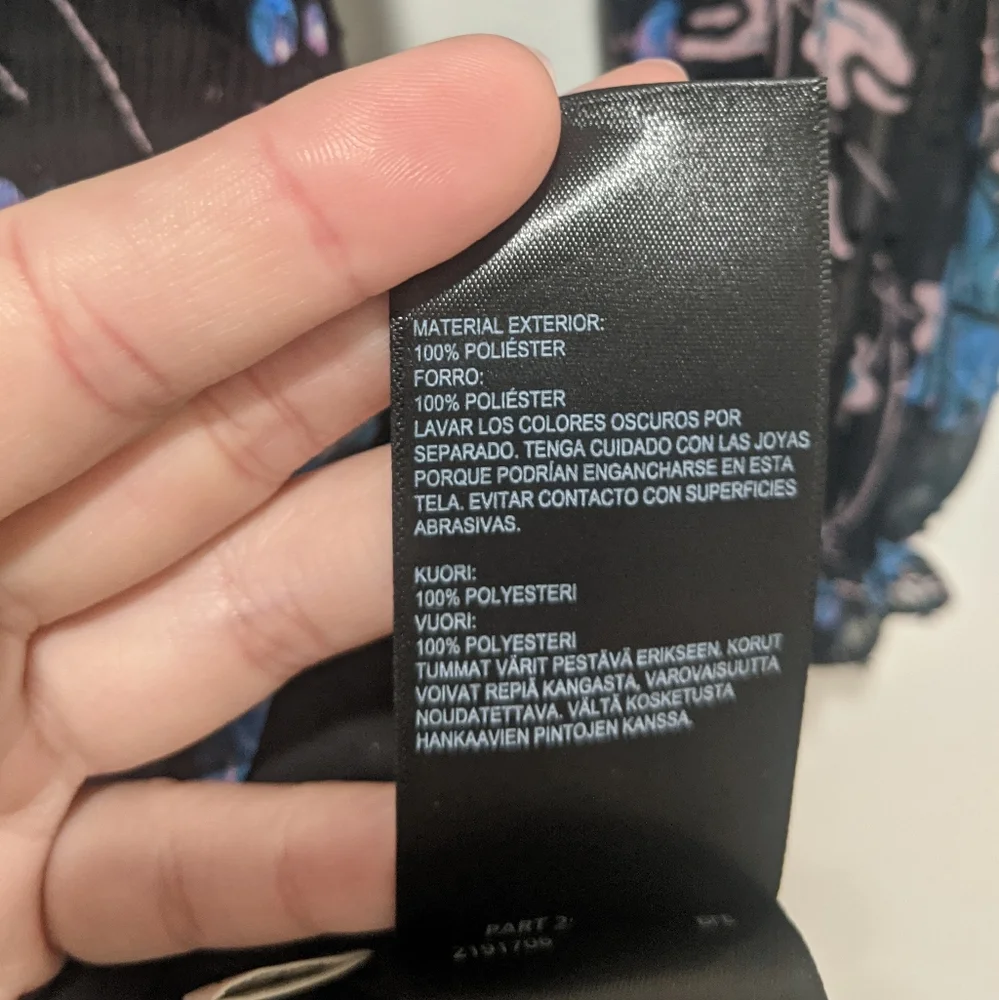 MATERIAL EXTERIOR:
100% POLIÉSTER
FORRO:
100% POLIÉSTER
LAVAR LOS COLORES OSCUROS POR
SEPARADO. TENGA CUIDADO CON LAS JOYAS
PORQUE PODRÍAN ENGANCHARSE EN ESTA
TELA. EVITAR CONTACTO CON SUPERFICIES
ABRASIVAS.
KUORI:
100% POLYESTERI
VUORI:
100% POLYESTERI
TUMMAT VÄRIT PESTÄVÄ ERIKSEEN. KORUT
VOIVAT REPIÄ KANGASTA, VAROVAISUUTTA
NOUDATETTAVA. VÄLTÄ KOSKETUSTA
HANKAAVIEN PINTOJEN KANSSA.
PART 2: